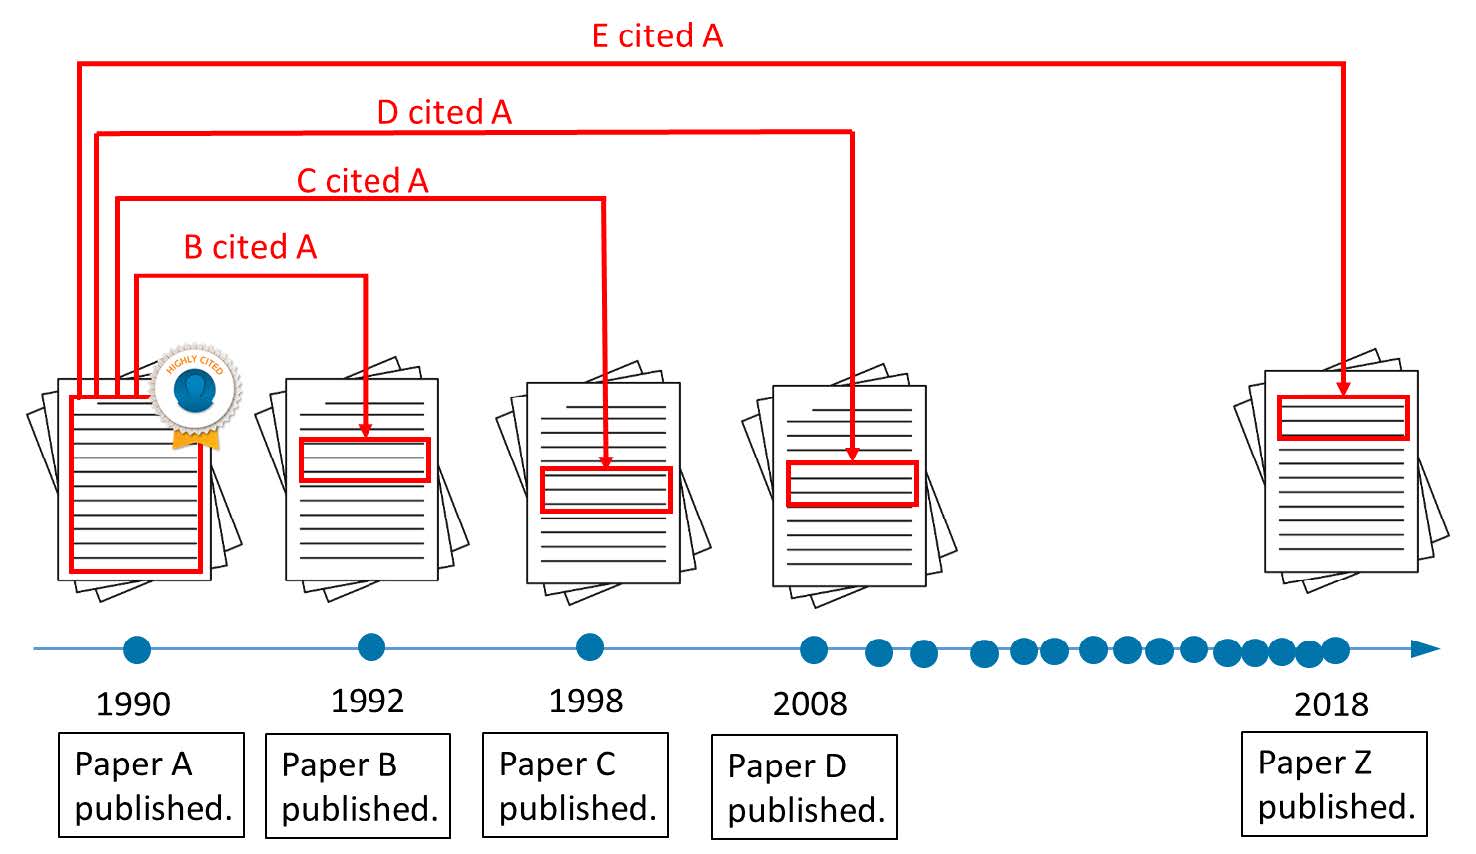 E cited A
D cited A
C cited A
B cited A
HIGHLY CITED
1990
1992
1998
2008
2018
Paper A
published.
Paper B
published.
Paper C
published.
Paper D
published.
Paper Z
published.